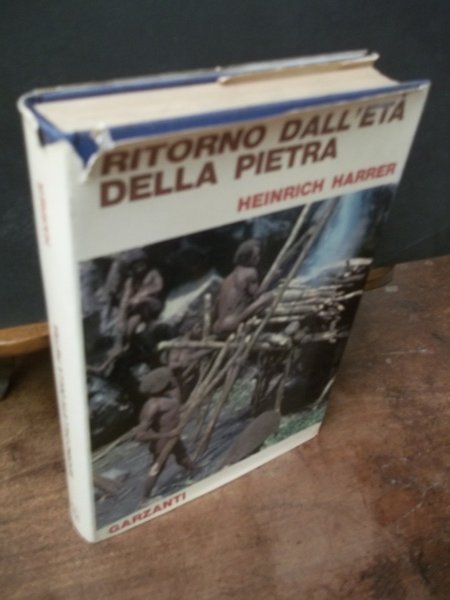 RITORNO DALL'ETÀ
DELLA PIETRA
HEINRICH HARRER
GARZANTI